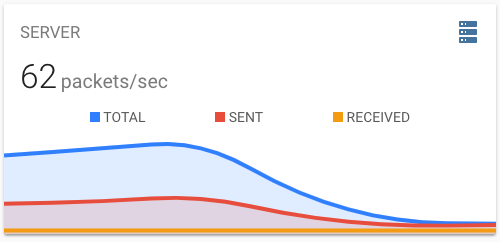 SERVER
62 packets/sec
TOTAL SENT RECEIVED